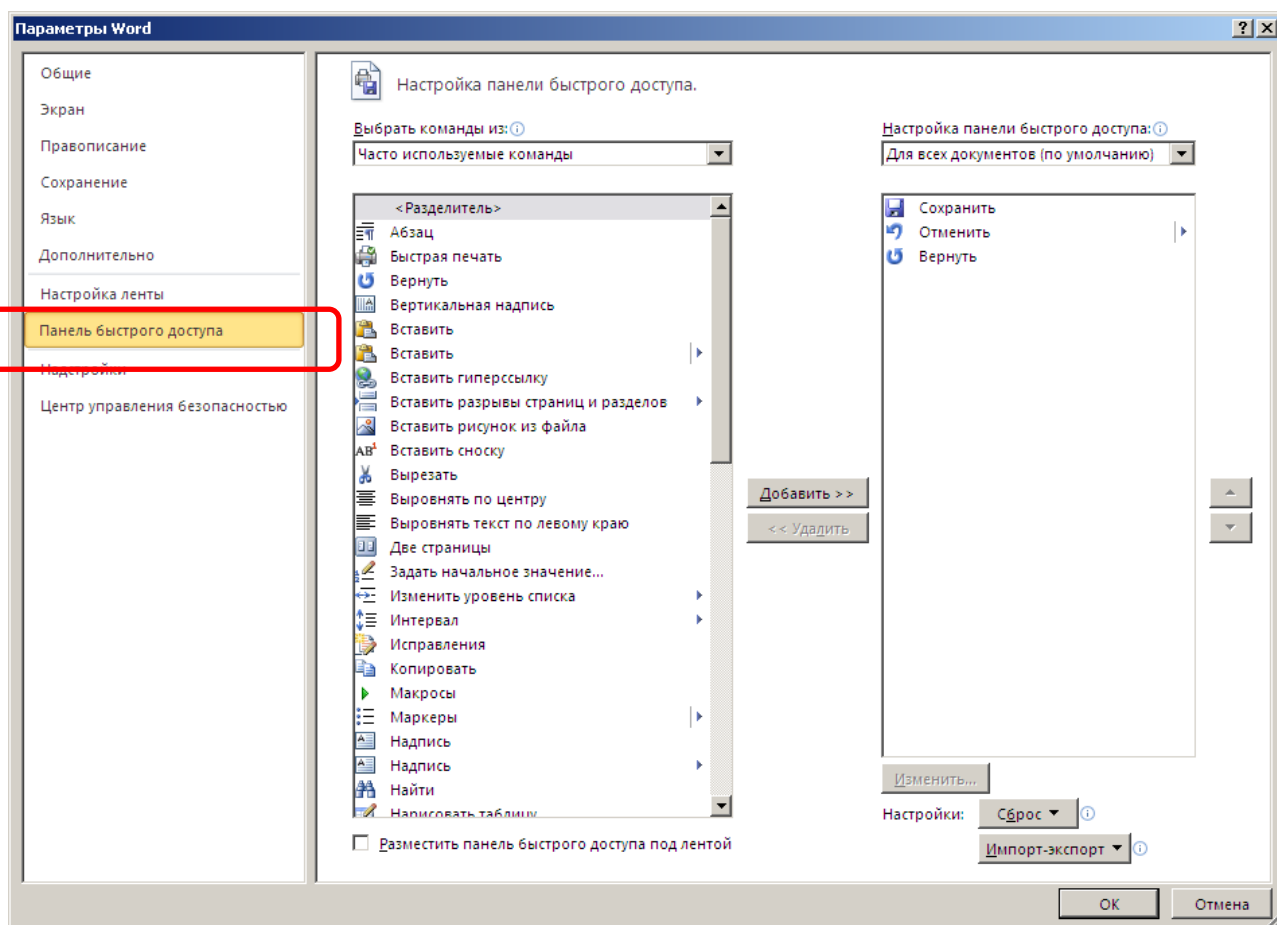 Параметры Word
Общие
Экран
Правописание
Сохранение
Язык
Дополнительно
Настройка ленты
Панель быстрого доступа
Надстройки
Центр управления безопасностью
Настройка панели быстрого доступа.
Выбрать команды из:
Часто используемые команды
<Разделитель>
Абзац
Быстрая печать
Вернуть
Вертикальная надпись
Вставить
Вставить
Вставить гиперссылку
Вставить разрывы страниц и разделов
Вставить рисунок из файла
Вставить сноску
Вырезать
Выровнять по центру
Выровнять текст по левому краю
Две страницы
Задать начальное значение...
Изменить уровень списка
Интервал
Исправления
Копировать
Макросы
Маркеры
Надпись
Надпись
Найти
Нарисовать таблицу
Разместить панель быстрого доступа под лентой
Добавить >>
<< Удалить
Настройка панели быстрого доступа:
Для всех документов (по умолчанию)
Сохранить
Отменить
Вернуть
Изменить...
Настройки:
Сброс
Импорт-экспорт
ОК
Отмена